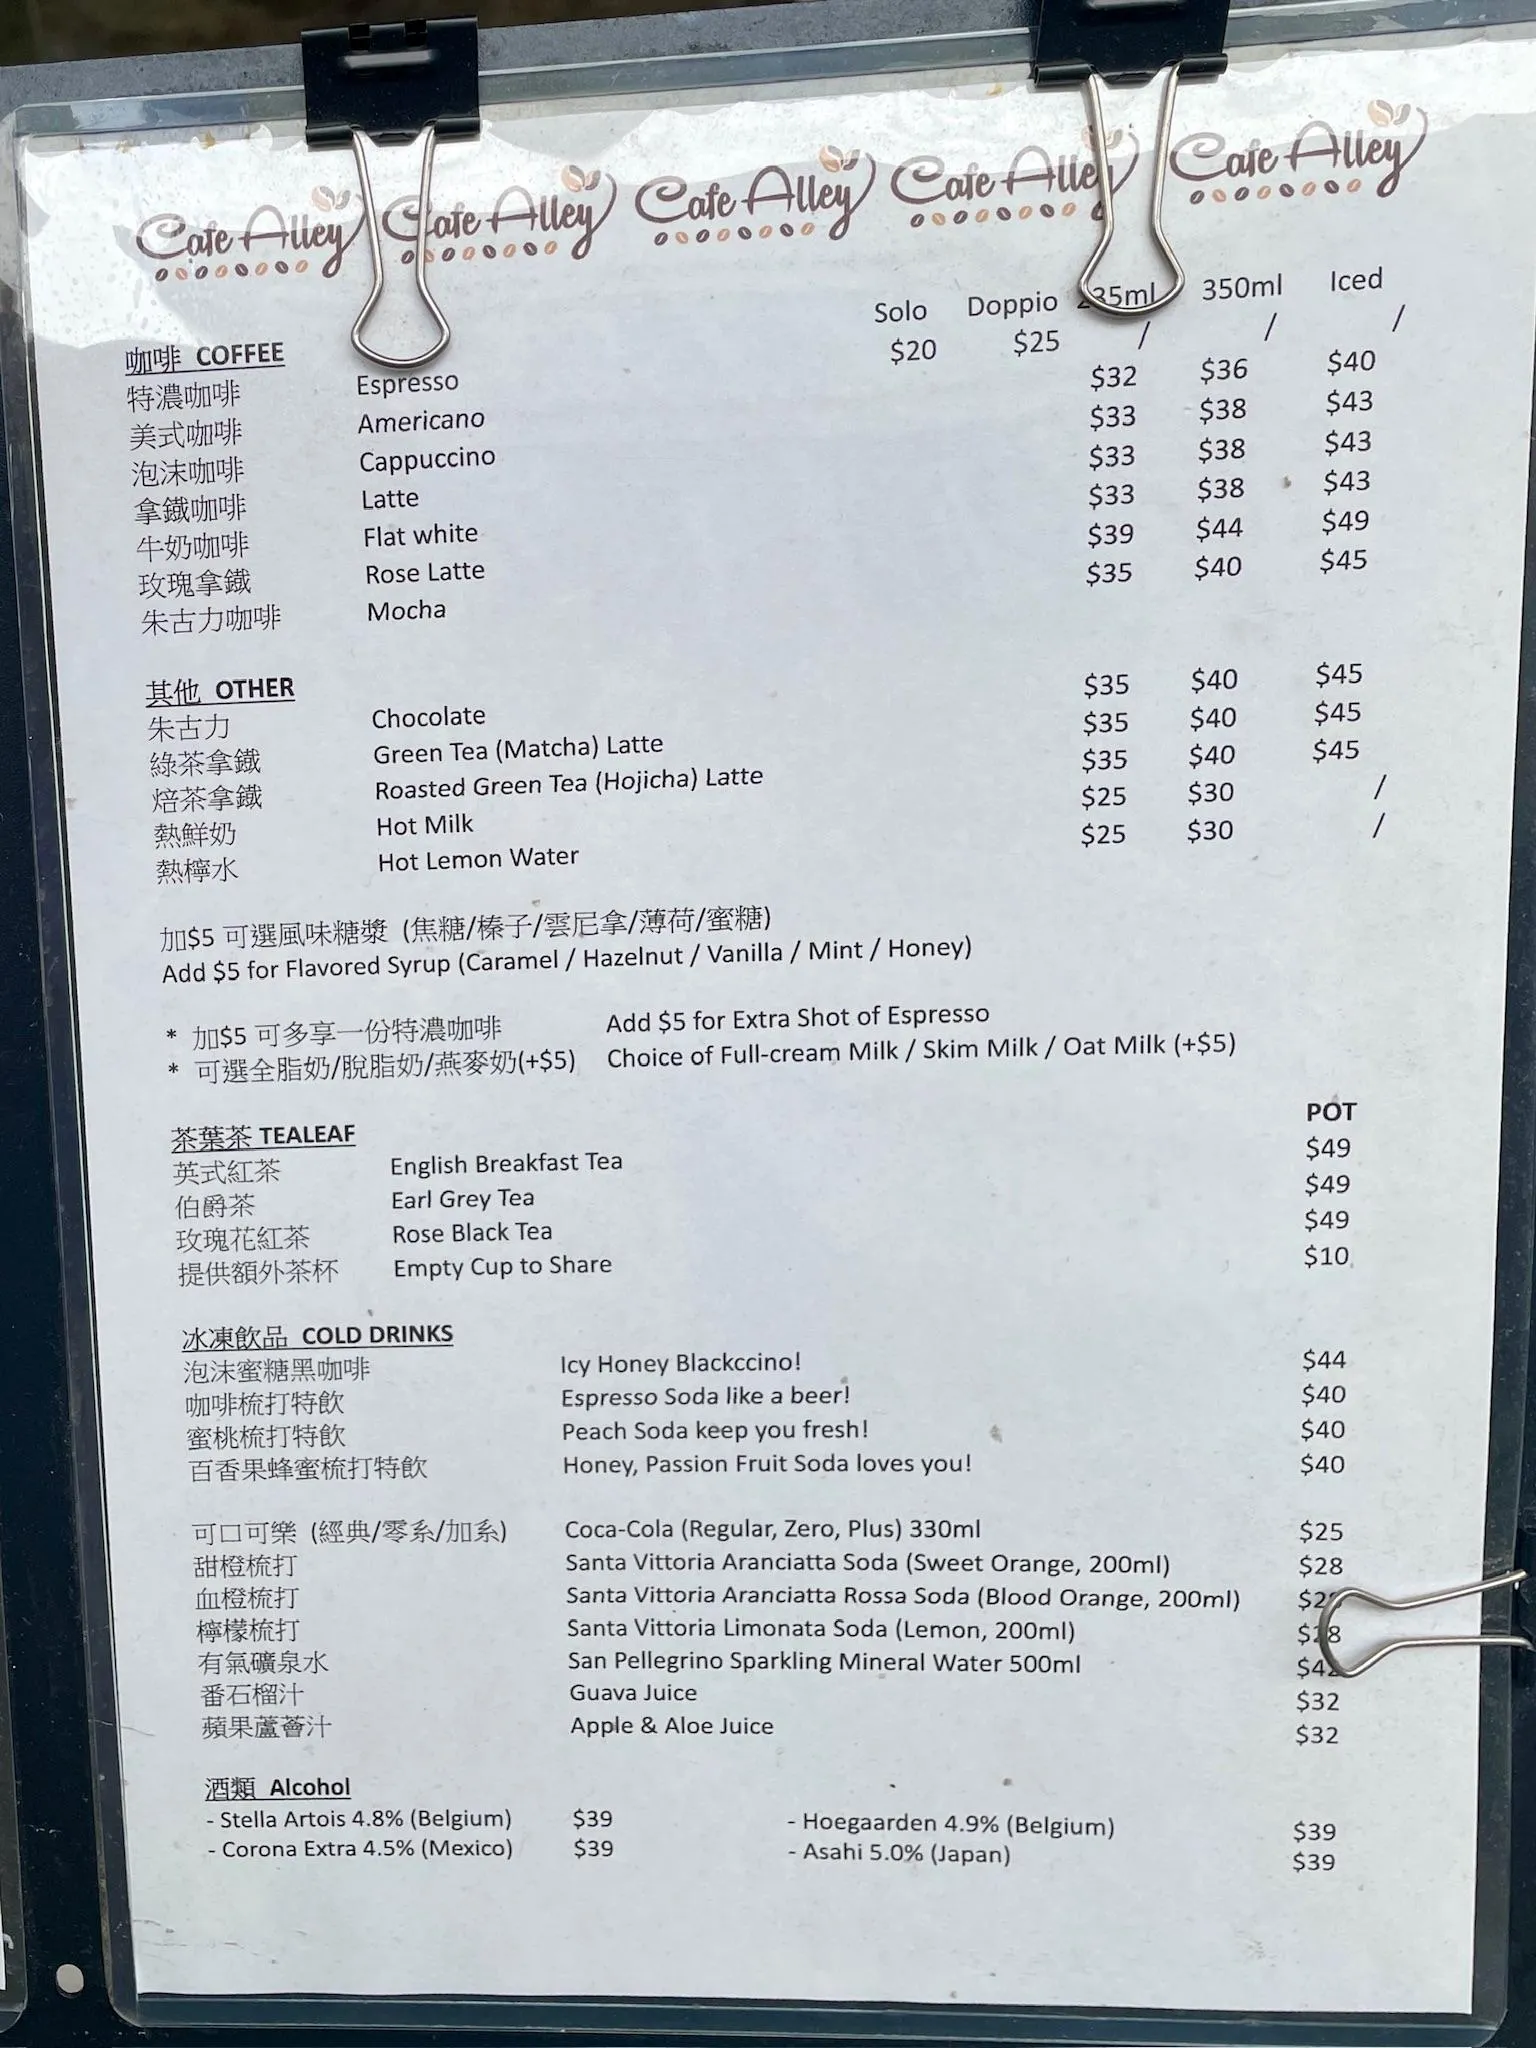 Cafe Alley Cafe Alley Cafe Alley Cafe Alley Cafe Alley
咖啡 COFFEE Solo Doppio 235ml 350ml Iced
特濃咖啡 Espresso $20 $25 / / /
美式咖啡 Americano $32 $36 $40
泡沫咖啡 Cappuccino $33 $38 $43
拿鐵咖啡 Latte $33 $38 $43
牛奶咖啡 Flat white $33 $38 $43
玫瑰拿鐵 Rose Latte $39 $44 $49
朱古力咖啡 Mocha $35 $40 $45
其他 OTHER
朱古力 Chocolate $35 $40 $45
綠茶拿鐵 Green Tea (Matcha) Latte $35 $40 $45
焙茶拿鐵 Roasted Green Tea (Hojicha) Latte $35 $40 $45
熱鮮奶 Hot Milk $25 $30 /
熱檸水 Hot Lemon Water $25 $30 /
加$5 可選風味糖漿 (焦糖/榛子/雲尼拿/薄荷/蜜糖)
Add $5 for Flavored Syrup (Caramel / Hazelnut / Vanilla / Mint / Honey)
* 加$5 可多享一份特濃咖啡 Add $5 for Extra Shot of Espresso
* 可選全脂奶/脫脂奶/燕麥奶(+$5) Choice of Full-cream Milk / Skim Milk / Oat Milk (+$5)
茶葉茶 TEALEAF POT
英式紅茶 English Breakfast Tea $49
伯爵茶 Earl Grey Tea $49
玫瑰花紅茶 Rose Black Tea $49
提供額外茶杯 Empty Cup to Share $10
冰凍飲品 COLD DRINKS
泡沫蜜糖黑咖啡 Icy Honey Blackccino! $44
咖啡梳打特飲 Espresso Soda like a beer! $40
蜜桃梳打特飲 Peach Soda keep you fresh! $40
百香果蜂蜜梳打特飲 Honey, Passion Fruit Soda loves you! $40
可口可樂 (經典/零系/加系) Coca-Cola (Regular, Zero, Plus) 330ml $25
甜橙梳打 Santa Vittoria Aranciatta Soda (Sweet Orange, 200ml) $28
血橙梳打 Santa Vittoria Aranciatta Rossa Soda (Blood Orange, 200ml)
檸檬梳打 Santa Vittoria Limonata Soda (Lemon, 200ml) $28
有氣礦泉水 San Pellegrino Sparkling Mineral Water 500ml $42
番石榴汁 Guava Juice $32
蘋果蘆薈汁 Apple & Aloe Juice $32
酒類 Alcohol
- Stella Artois 4.8% (Belgium) $39 - Hoegaarden 4.9% (Belgium) $39
- Corona Extra 4.5% (Mexico) $39 - Asahi 5.0% (Japan) $39